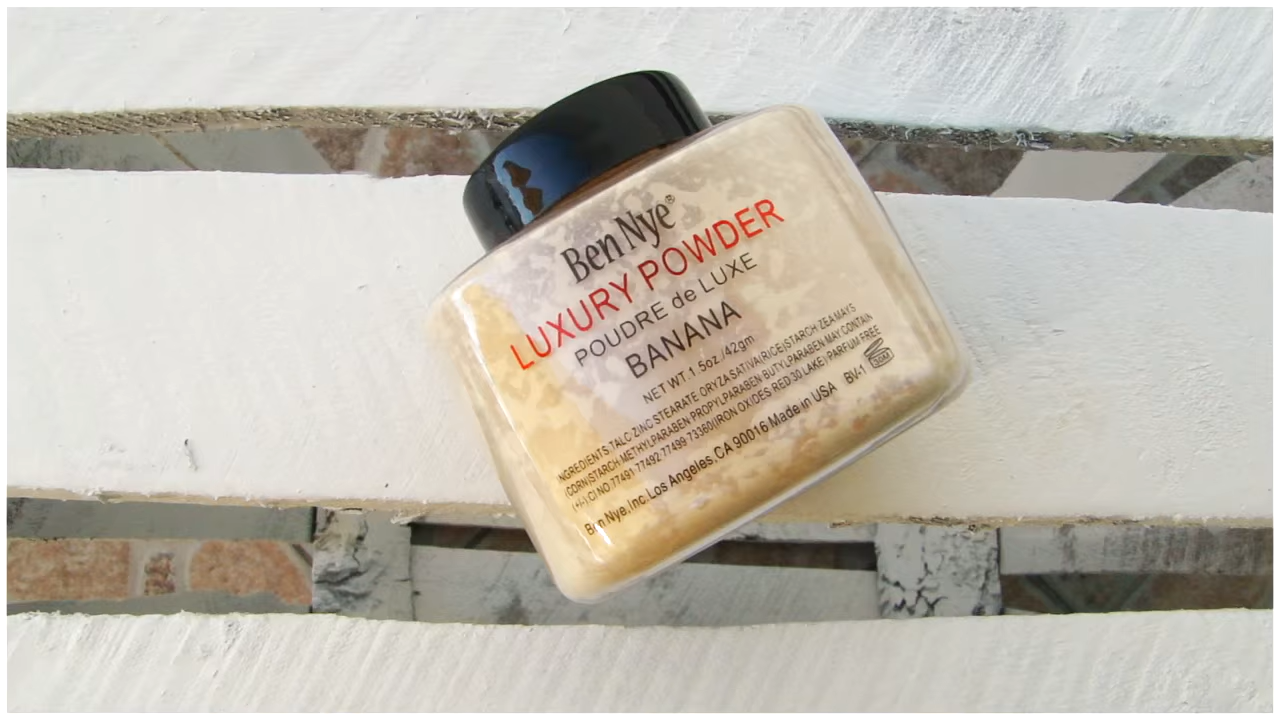 Ben Nye®
LUXURY POWDER
POUDRE de LUXE
BANANA
NET WT. 1.5oz./42gm
INGREDIENTS:TALC ZINC STEARATE ORYZA SATIVA(RICE)STARCH ZEA MAYS
(CORN)STARCH METHYLPARABEN PROPYLPARABEN BUTYLPARABEN MAY CONTAIN
(+/-) CI NO.77491 77492 77499 73360(IRON OXIDES RED 30 LAKE) PARFUM FREE
Ben Nye,Inc.Los Angeles,CA 90016 Made in USA BV-1